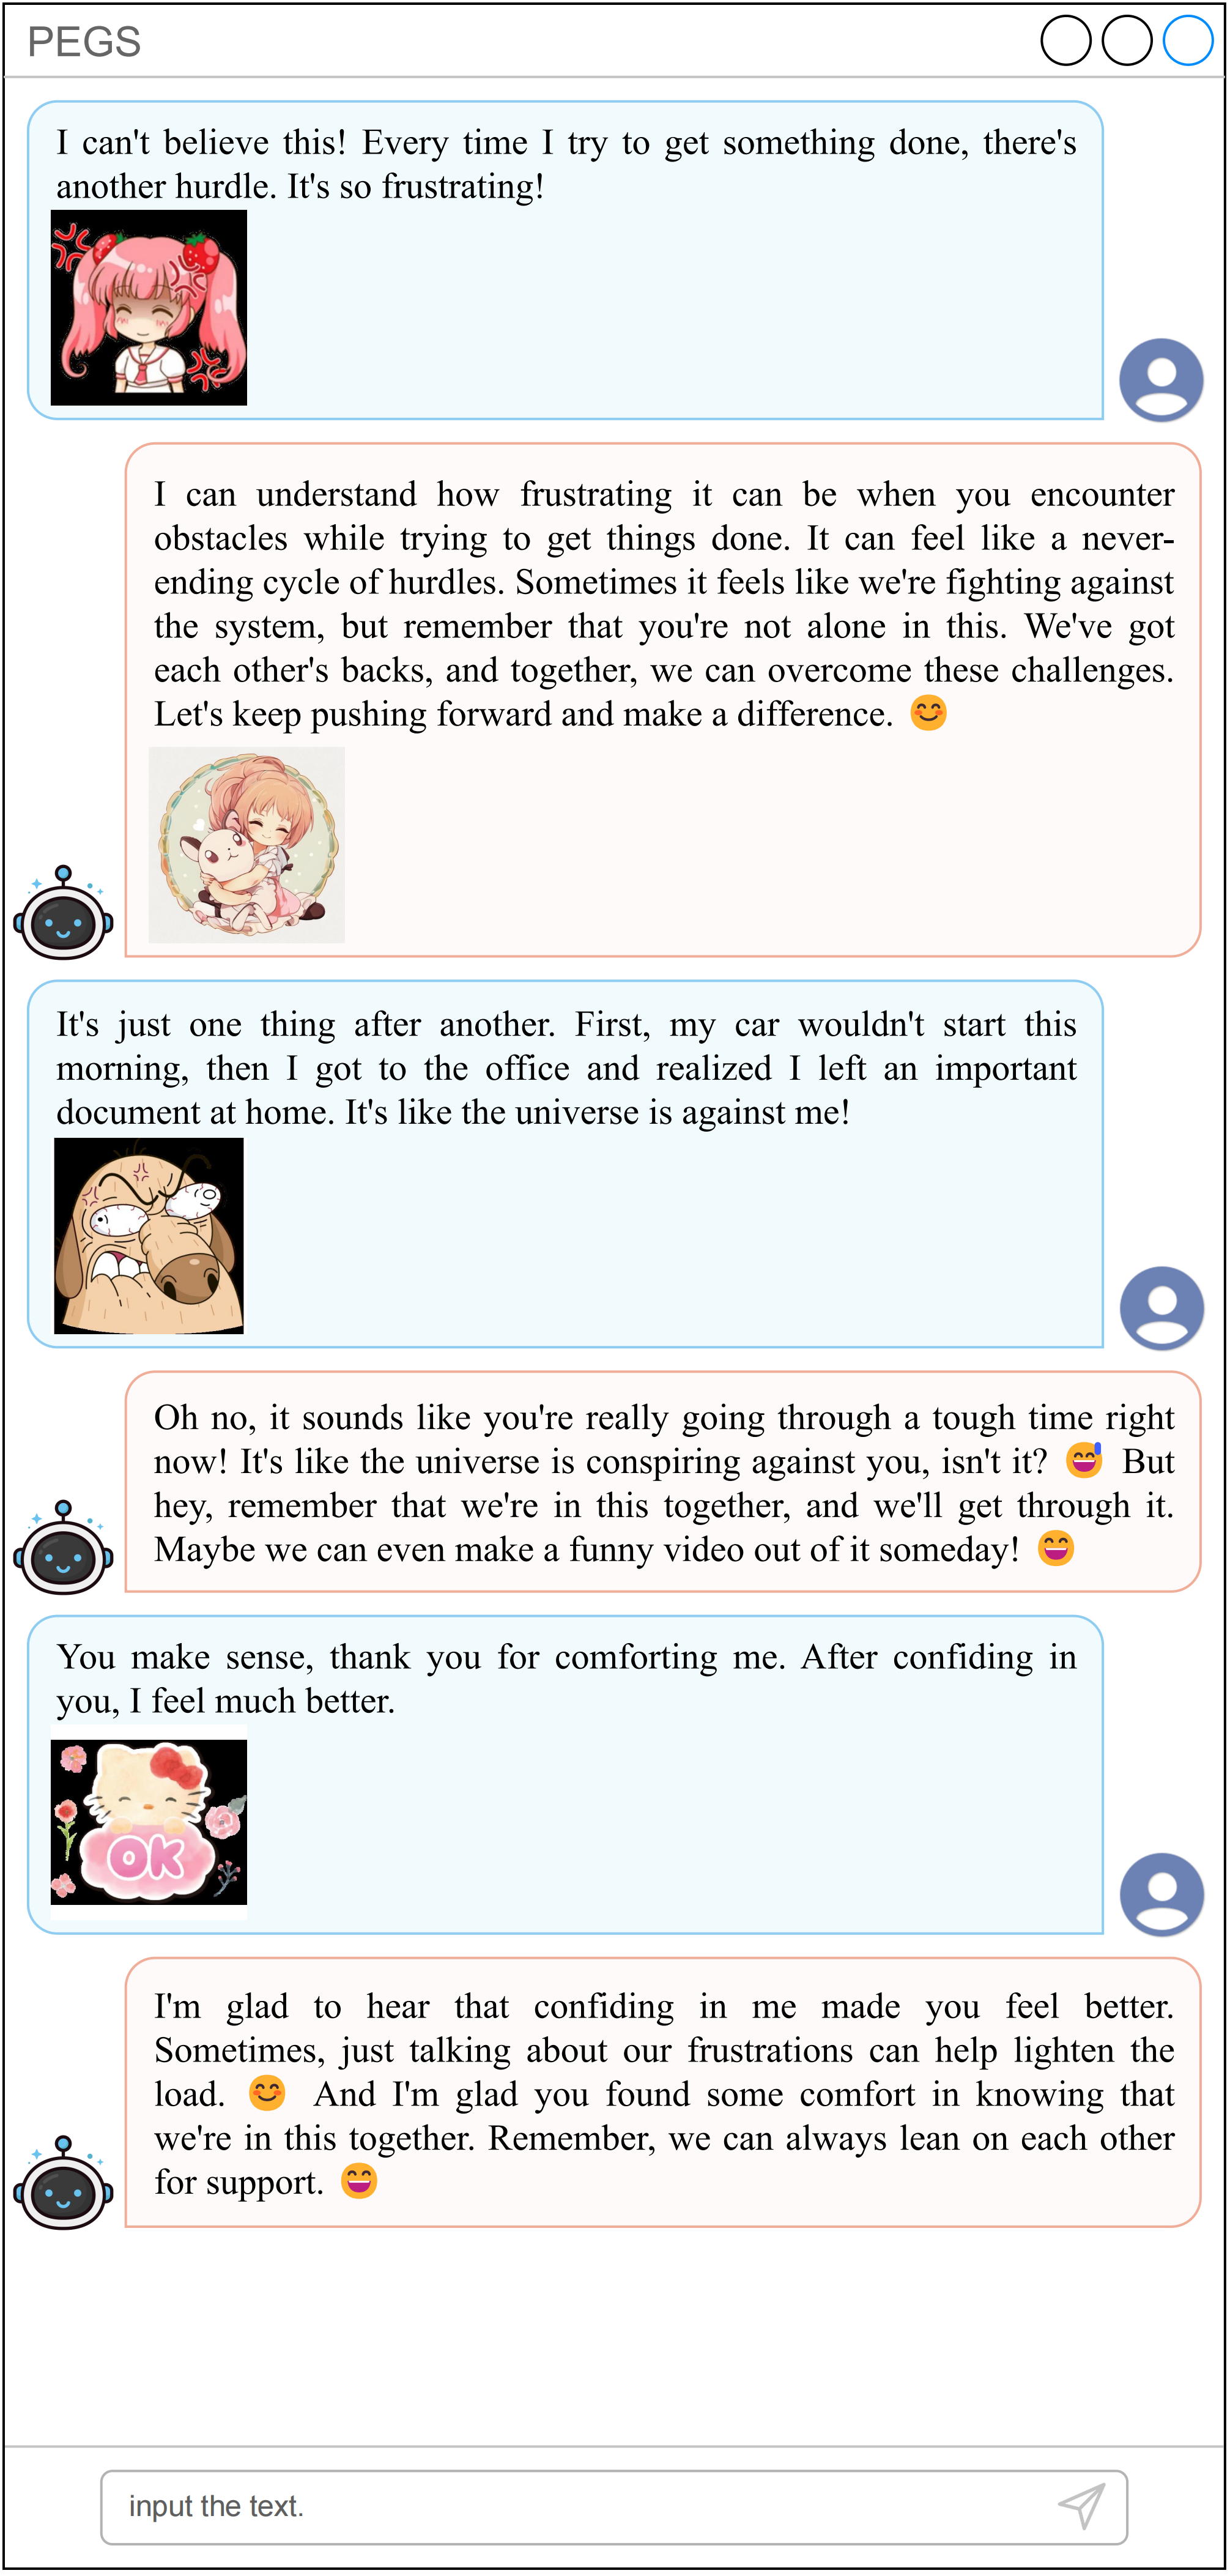 PEGS
I can't believe this! Every time I try to get something done, there's
another hurdle. It's so frustrating!
I can understand how frustrating it can be when you encounter
obstacles while trying to get things done. It can feel like a never-
ending cycle of hurdles. Sometimes it feels like we're fighting against
the system, but remember that you're not alone in this. We've got
each other's backs, and together, we can overcome these challenges.
Let's keep pushing forward and make a difference. 😊
It's just one thing after another. First, my car wouldn't start this
morning, then I got to the office and realized I left an important
document at home. It's like the universe is against me!
Oh no, it sounds like you're really going through a tough time right
now! It's like the universe is conspiring against you, isn't it? 😅 But
hey, remember that we're in this together, and we'll get through it.
Maybe we can even make a funny video out of it someday! 😄
You make sense, thank you for comforting me. After confiding in
you, I feel much better.
OK
I'm glad to hear that confiding in me made you feel better.
Sometimes, just talking about our frustrations can help lighten the
load. 😊 And I'm glad you found some comfort in knowing that
we're in this together. Remember, we can always lean on each other
for support. 😄
input the text.